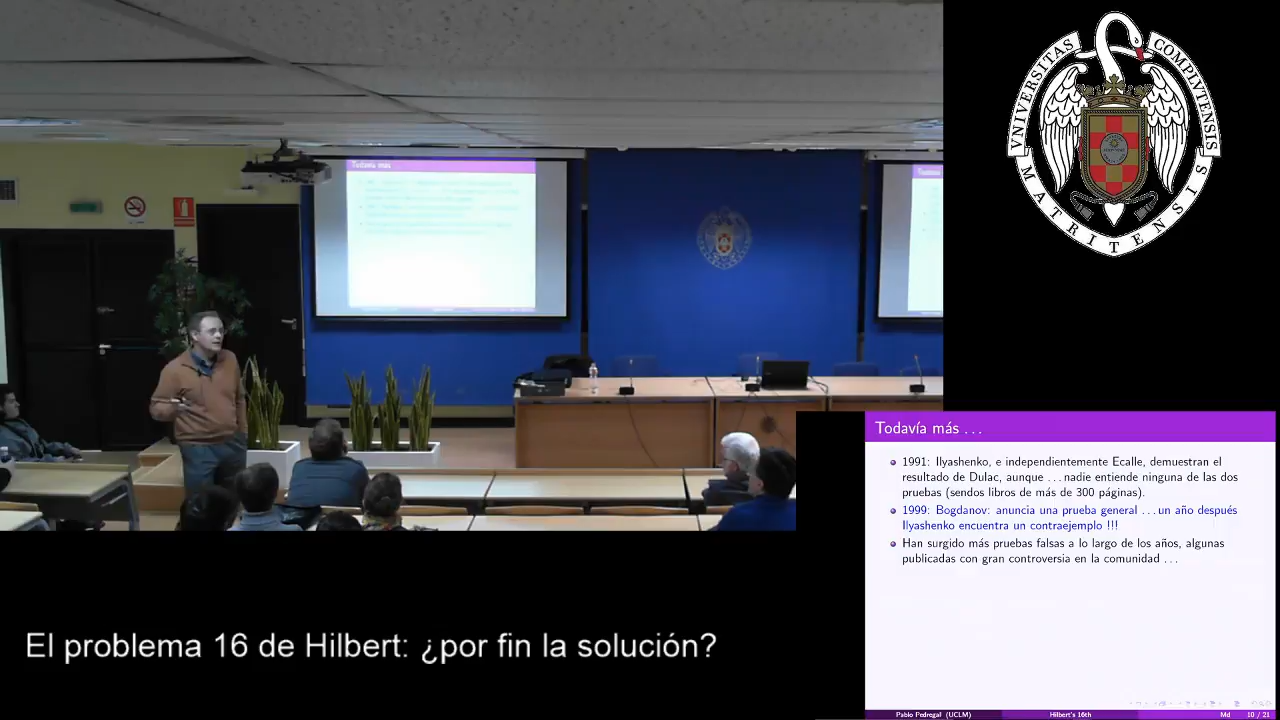 Todavía más
Todavía
UNIVERSITAS COMPLUTENSIS
MATRITENSIS
Todavía más . . .
1991: Ilyashenko, e independientemente Ecalle, demuestran el
resultado de Dulac, aunque . . . nadie entiende ninguna de las dos
pruebas (sendos libros de más de 300 páginas).
1999: Bogdanov: anuncia una prueba general . . . un año después
Ilyashenko encuentra un contraejemplo !!!
Han surgido más pruebas falsas a lo largo de los años, algunas
publicadas con gran controversia en la comunidad . . .
El problema 16 de Hilbert: ¿por fin la solución?
Pablo Pedregal (UCLM) Hilbert's 16th Md 10 / 21